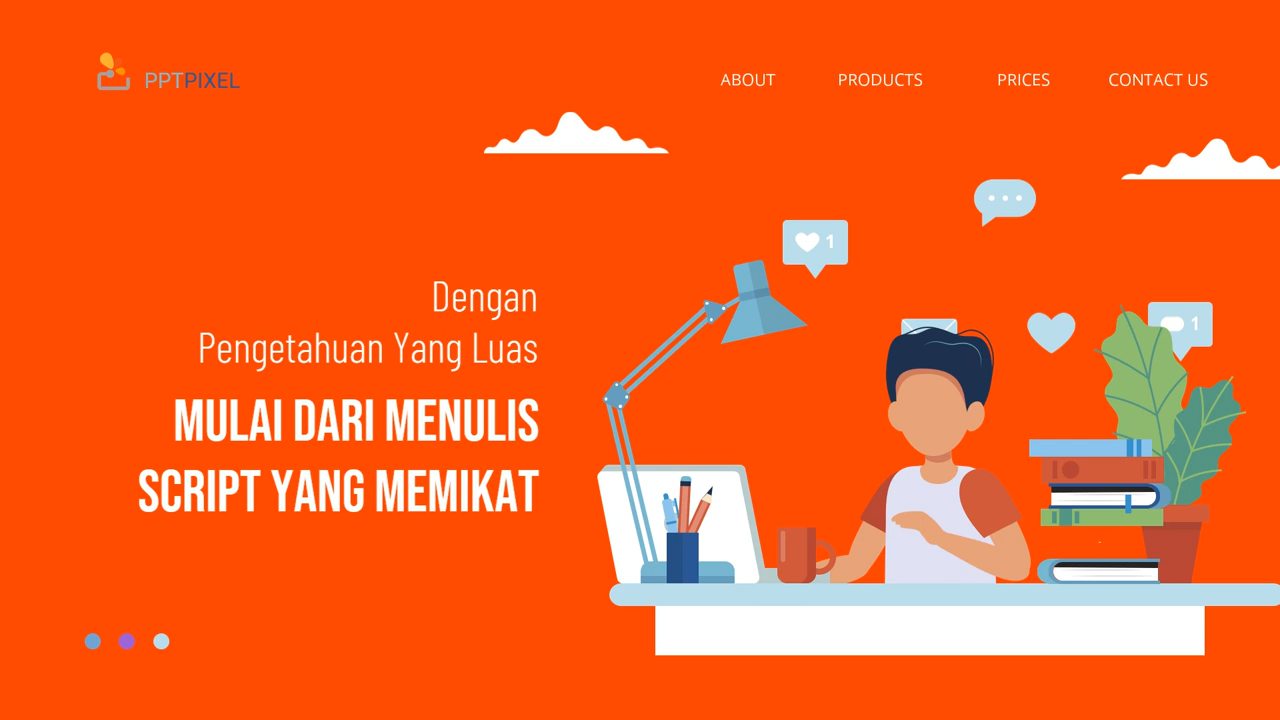 PPTPIXEL
ABOUT PRODUCTS PRICES CONTACT US
1
1
Dengan
Pengetahuan Yang Luas
MULAI DARI MENULIS
SCRIPT YANG MEMIKAT